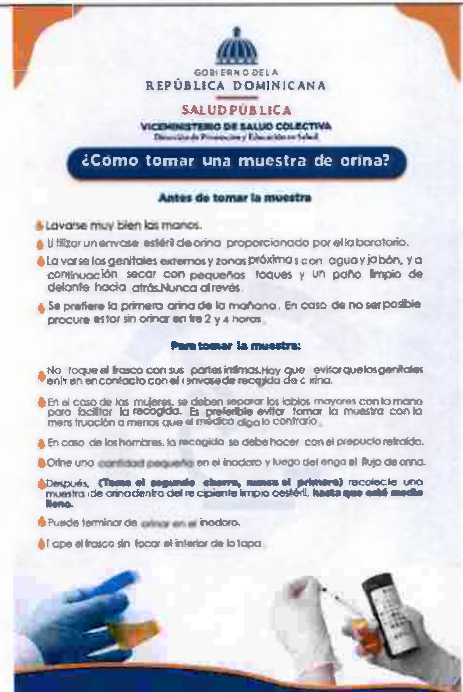 GOBIERNO DE LA
REPÚBLICA DOMINICANA
SALUD PÚBLICA
VICEMINISTERIO DE SALUD COLECTIVA
Dirección de Promoción y Educación en Salud
¿Cómo tomar una muestra de orina?
Antes de tomar la muestra
Lavarse muy bien las manos.
Utilizar un envase estéril de orina proporcionado por el laboratorio.
Lavarse los genitales externos y zonas próximas con agua y jabón, y a
continuación secar con pequeños toques y un paño limpio de
delante hacia atrás. Nunca al revés.
Se prefiere la primera orina de la mañana. En caso de no ser posible
procure estar sin orinar entre 2 y 4 horas.
Para tomar la muestra:
No toque el frasco con sus partes íntimas. Hay que evitar que los genitales
entren en contacto con el envase de recogida de orina.
En el caso de las mujeres, se deben separar los labios mayores con la mano
para facilitar la recogida. Es preferible evitar tomar la muestra con la
menstruación a menos que el médico diga lo contrario.
En caso de los hombres, la recogida se debe hacer con el prepucio retraído.
Orine una cantidad pequeña en el inodoro y luego detenga el flujo de orina.
Después, (Tome el segundo chorro, nunca el primero) recolecte una
muestra de orina dentro del recipiente limpio o estéril, hasta que esté medio
lleno.
Puede terminar de orinar en el inodoro.
Tape el frasco sin tocar el interior de la tapa.